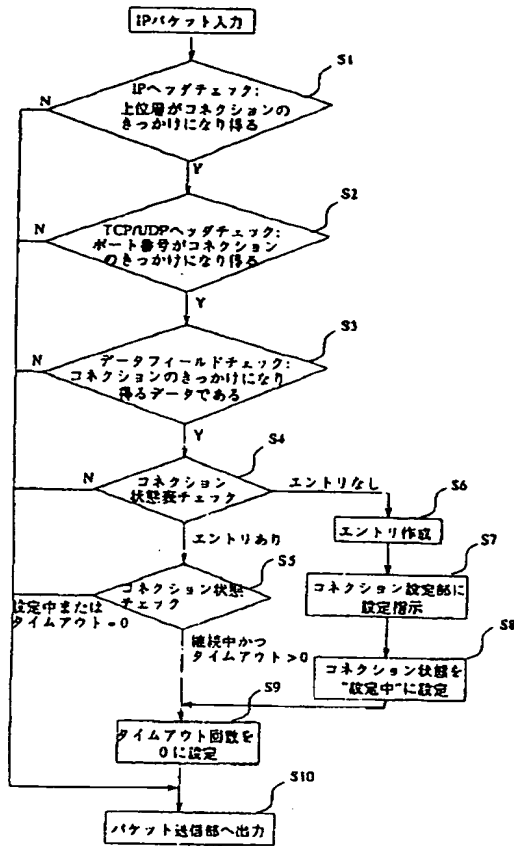 IPパケット入力
S1
IPヘッダチェック:
上位層がコネクションの
きっかけになり得る
N
Y
S2
TCP/UDPヘッダチェック:
ポート番号がコネクション
のきっかけになり得る
N
Y
S3
データフィールドチェック:
コネクションのきっかけになり
得るデータである
N
Y
S4
コネクション
状態表チェック
N
エントリなし
S6
エントリ作成
エントリあり
S5
コネクション状態
チェック
S7
コネクション設定部に
設定指示
設定中または
タイムアウト=0
継続中かつ
タイムアウト>0
S8
コネクション状態を
"設定中"に設定
S9
タイムアウト回数を
0に設定
S10
パケット送信部へ出力